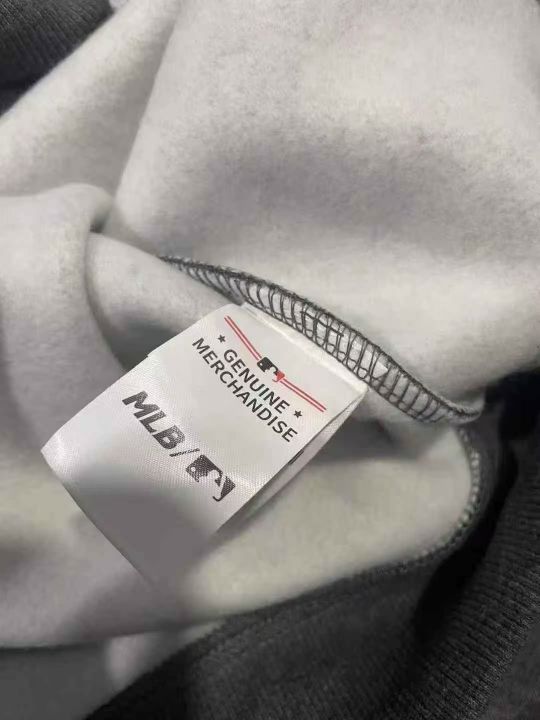 ★ GENUINE ★
MERCHANDISE
MLB/